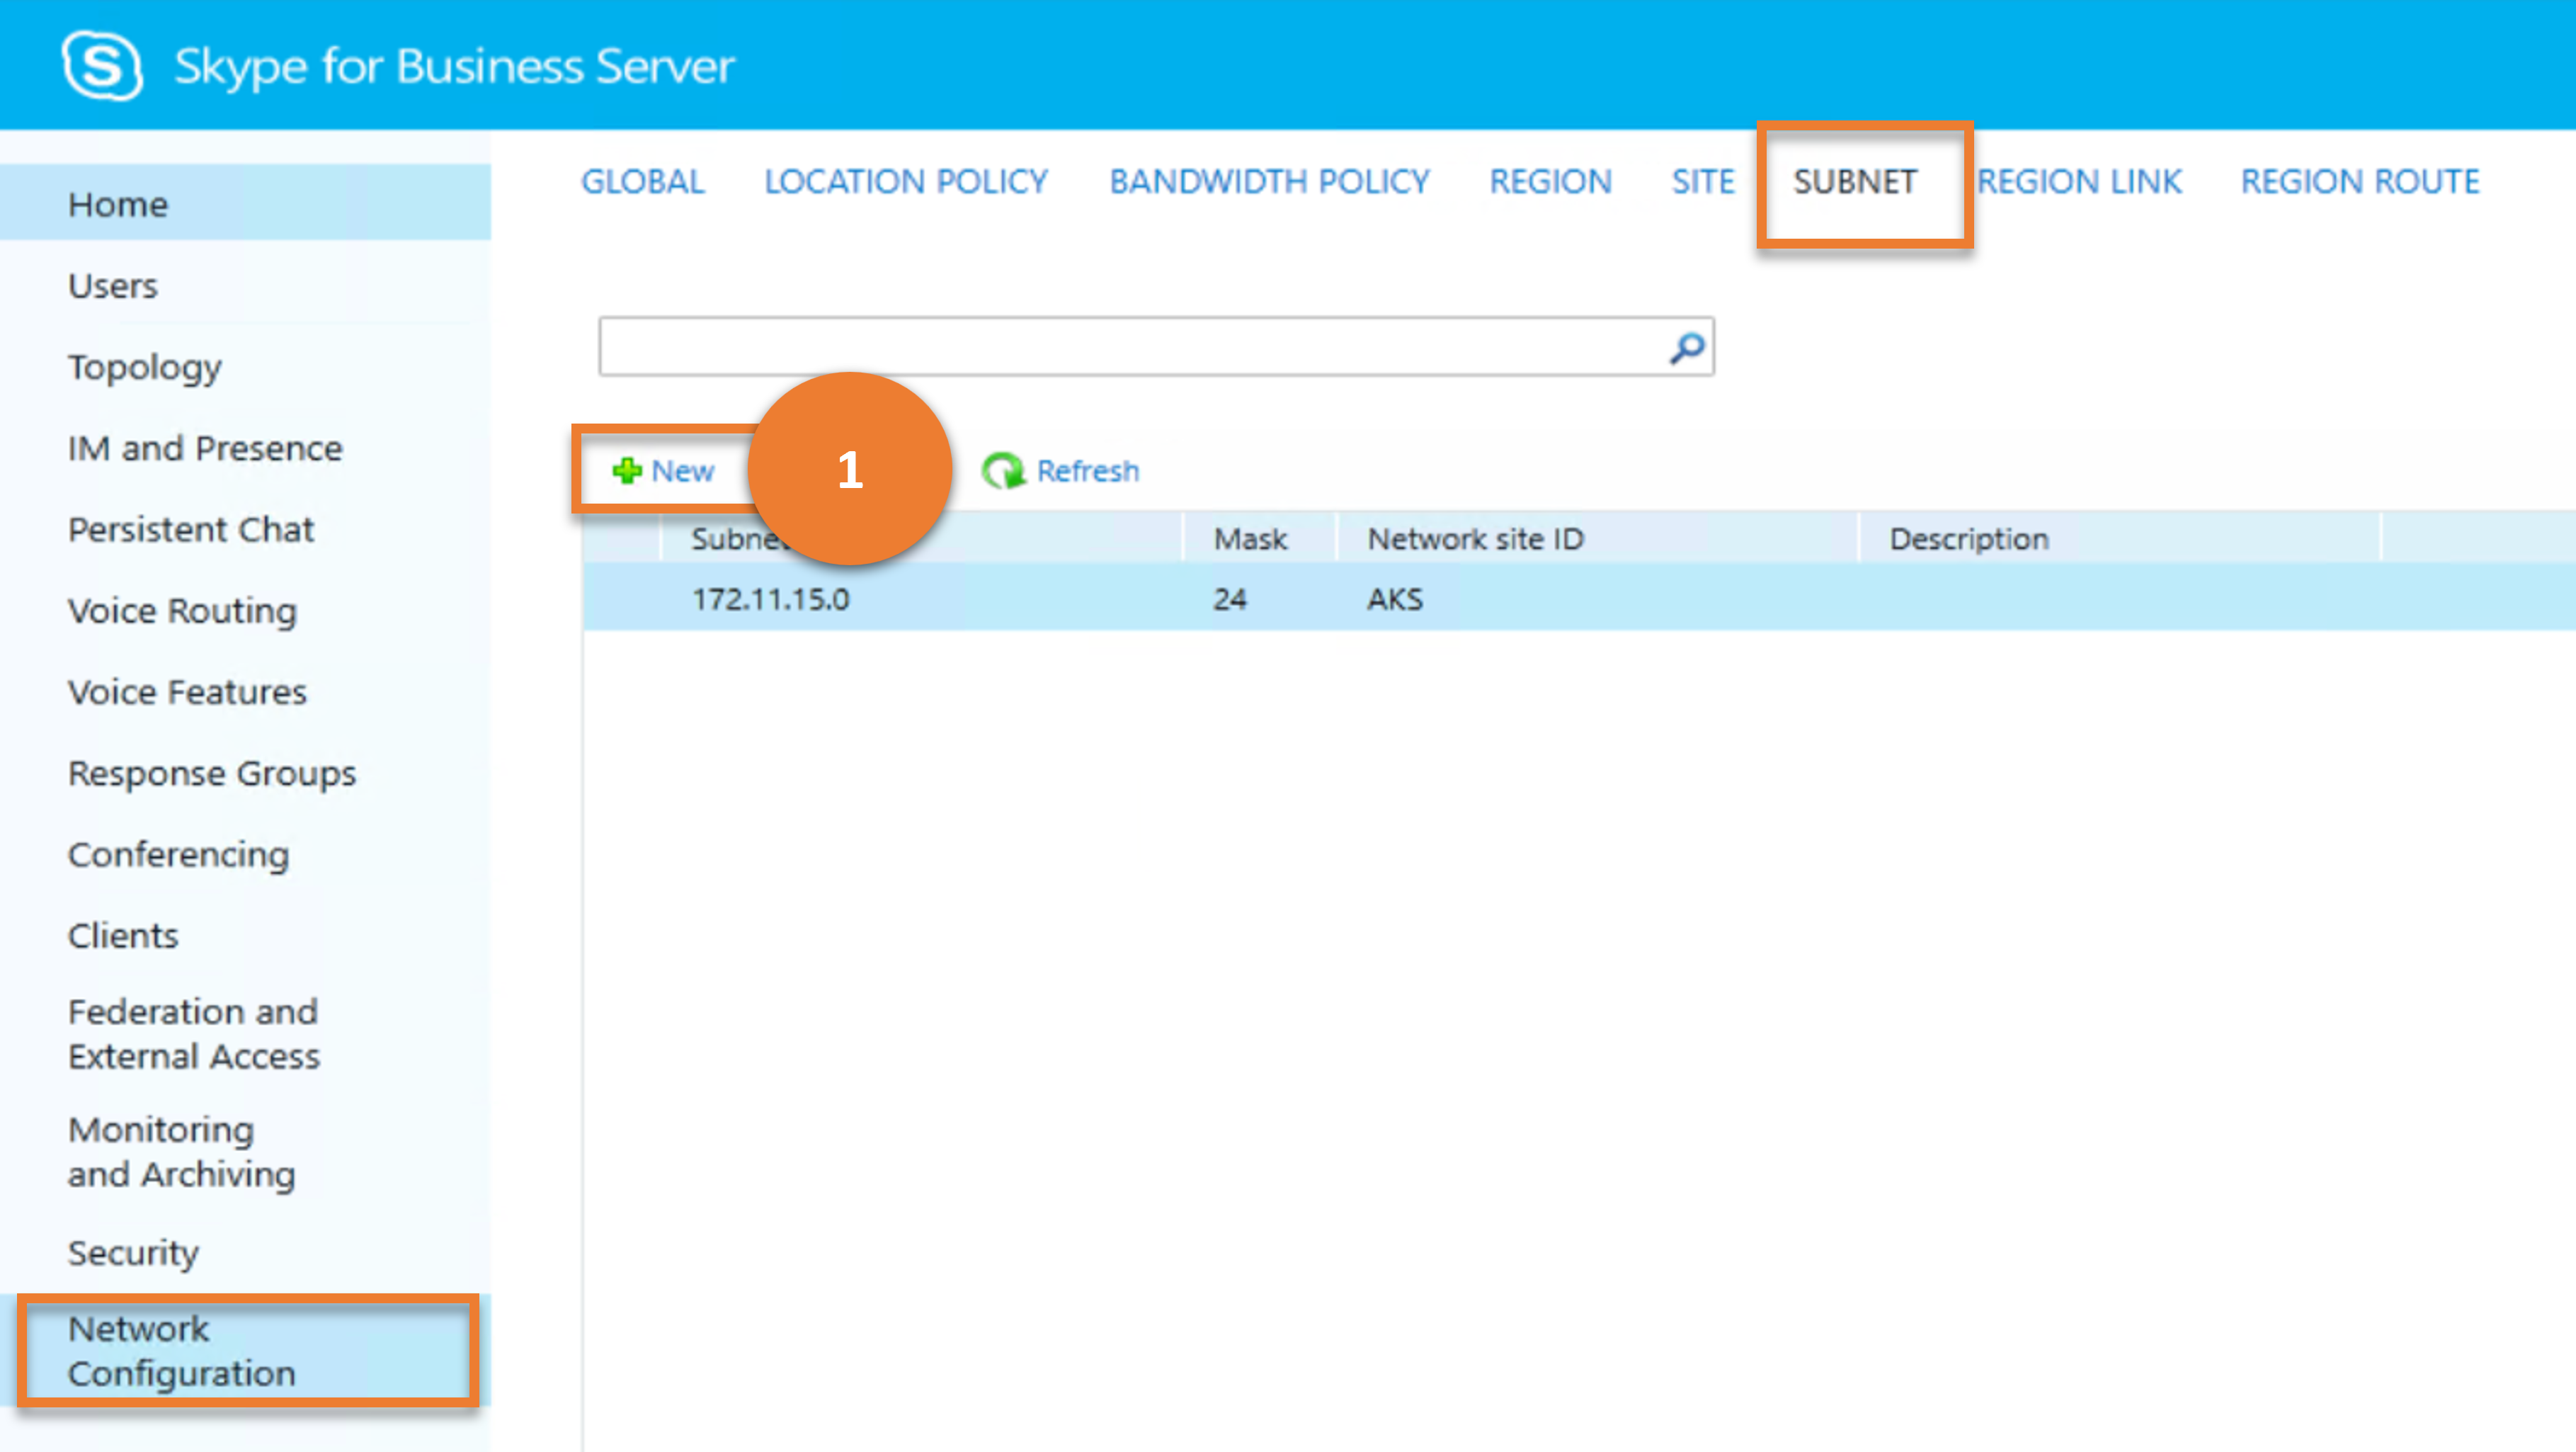 Skype for Business Server
GLOBAL LOCATION POLICY BANDWIDTH POLICY REGION SITE SUBNET REGION LINK REGION ROUTE
Home
Users
Topology
IM and Presence
Persistent Chat
Voice Routing
Voice Features
Response Groups
Conferencing
Clients
Federation and
External Access
Monitoring
and Archiving
Security
Network
Configuration
New 1 Refresh
Mask Network site ID Description
172.11.15.0 24 AKS